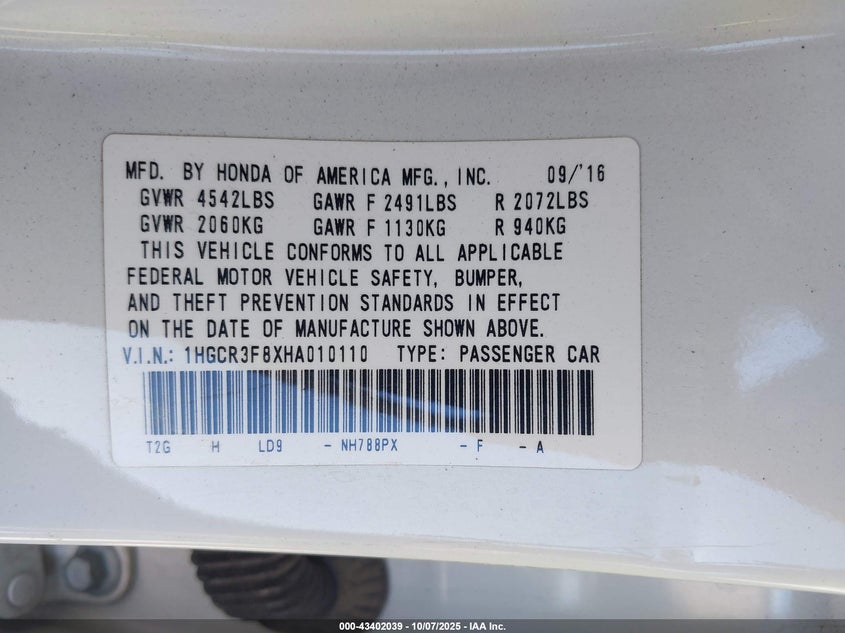 MFD. BY HONDA OF AMERICA MFG., INC. 09/'16
GVWR 4542LBS GAWR F 2491LBS R 2072LBS
GVWR 2060KG GAWR F 1130KG R 940KG
THIS VEHICLE CONFORMS TO ALL APPLICABLE
FEDERAL MOTOR VEHICLE SAFETY, BUMPER,
AND THEFT PREVENTION STANDARDS IN EFFECT
ON THE DATE OF MANUFACTURE SHOWN ABOVE.
V.I.N.: 1HGCR3F8XHA010110 TYPE: PASSENGER CAR
T2G H LD9 - NH788PX - F - A
000-43402039 - 10/07/2025 - IAA Inc.